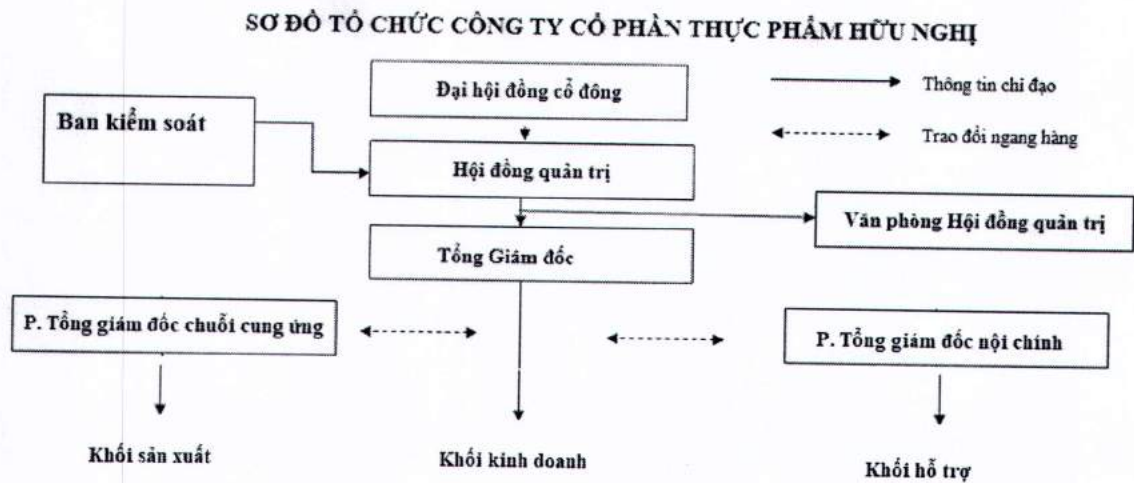 SƠ ĐỒ TỔ CHỨC CÔNG TY CỔ PHẦN THỰC PHẨM HỮU NGHỊ
Đại hội đồng cổ đông
Thông tin chỉ đạo
Ban kiểm soát
Trao đổi ngang hàng
Hội đồng quản trị
Văn phòng Hội đồng quản trị
Tổng Giám đốc
P. Tổng giám đốc chuỗi cung ứng
P. Tổng giám đốc nội chính
Khối sản xuất
Khối kinh doanh
Khối hỗ trợ